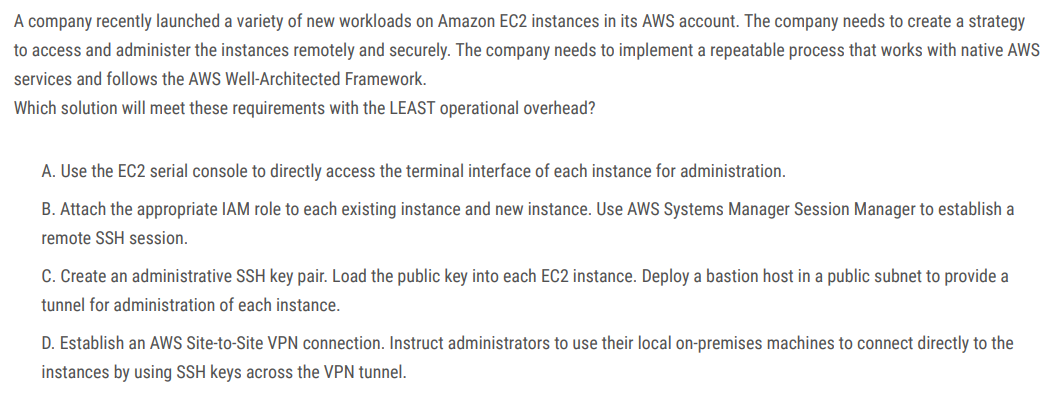 A company recently launched a variety of new workloads on Amazon EC2 instances in its AWS account. The company needs to create a strategy
to access and administer the instances remotely and securely. The company needs to implement a repeatable process that works with native AWS
services and follows the AWS Well-Architected Framework.
Which solution will meet these requirements with the LEAST operational overhead?
A. Use the EC2 serial console to directly access the terminal interface of each instance for administration.
B. Attach the appropriate IAM role to each existing instance and new instance. Use AWS Systems Manager Session Manager to establish a
remote SSH session.
C. Create an administrative SSH key pair. Load the public key into each EC2 instance. Deploy a bastion host in a public subnet to provide a
tunnel for administration of each instance.
D. Establish an AWS Site-to-Site VPN connection. Instruct administrators to use their local on-premises machines to connect directly to the
instances by using SSH keys across the VPN tunnel.